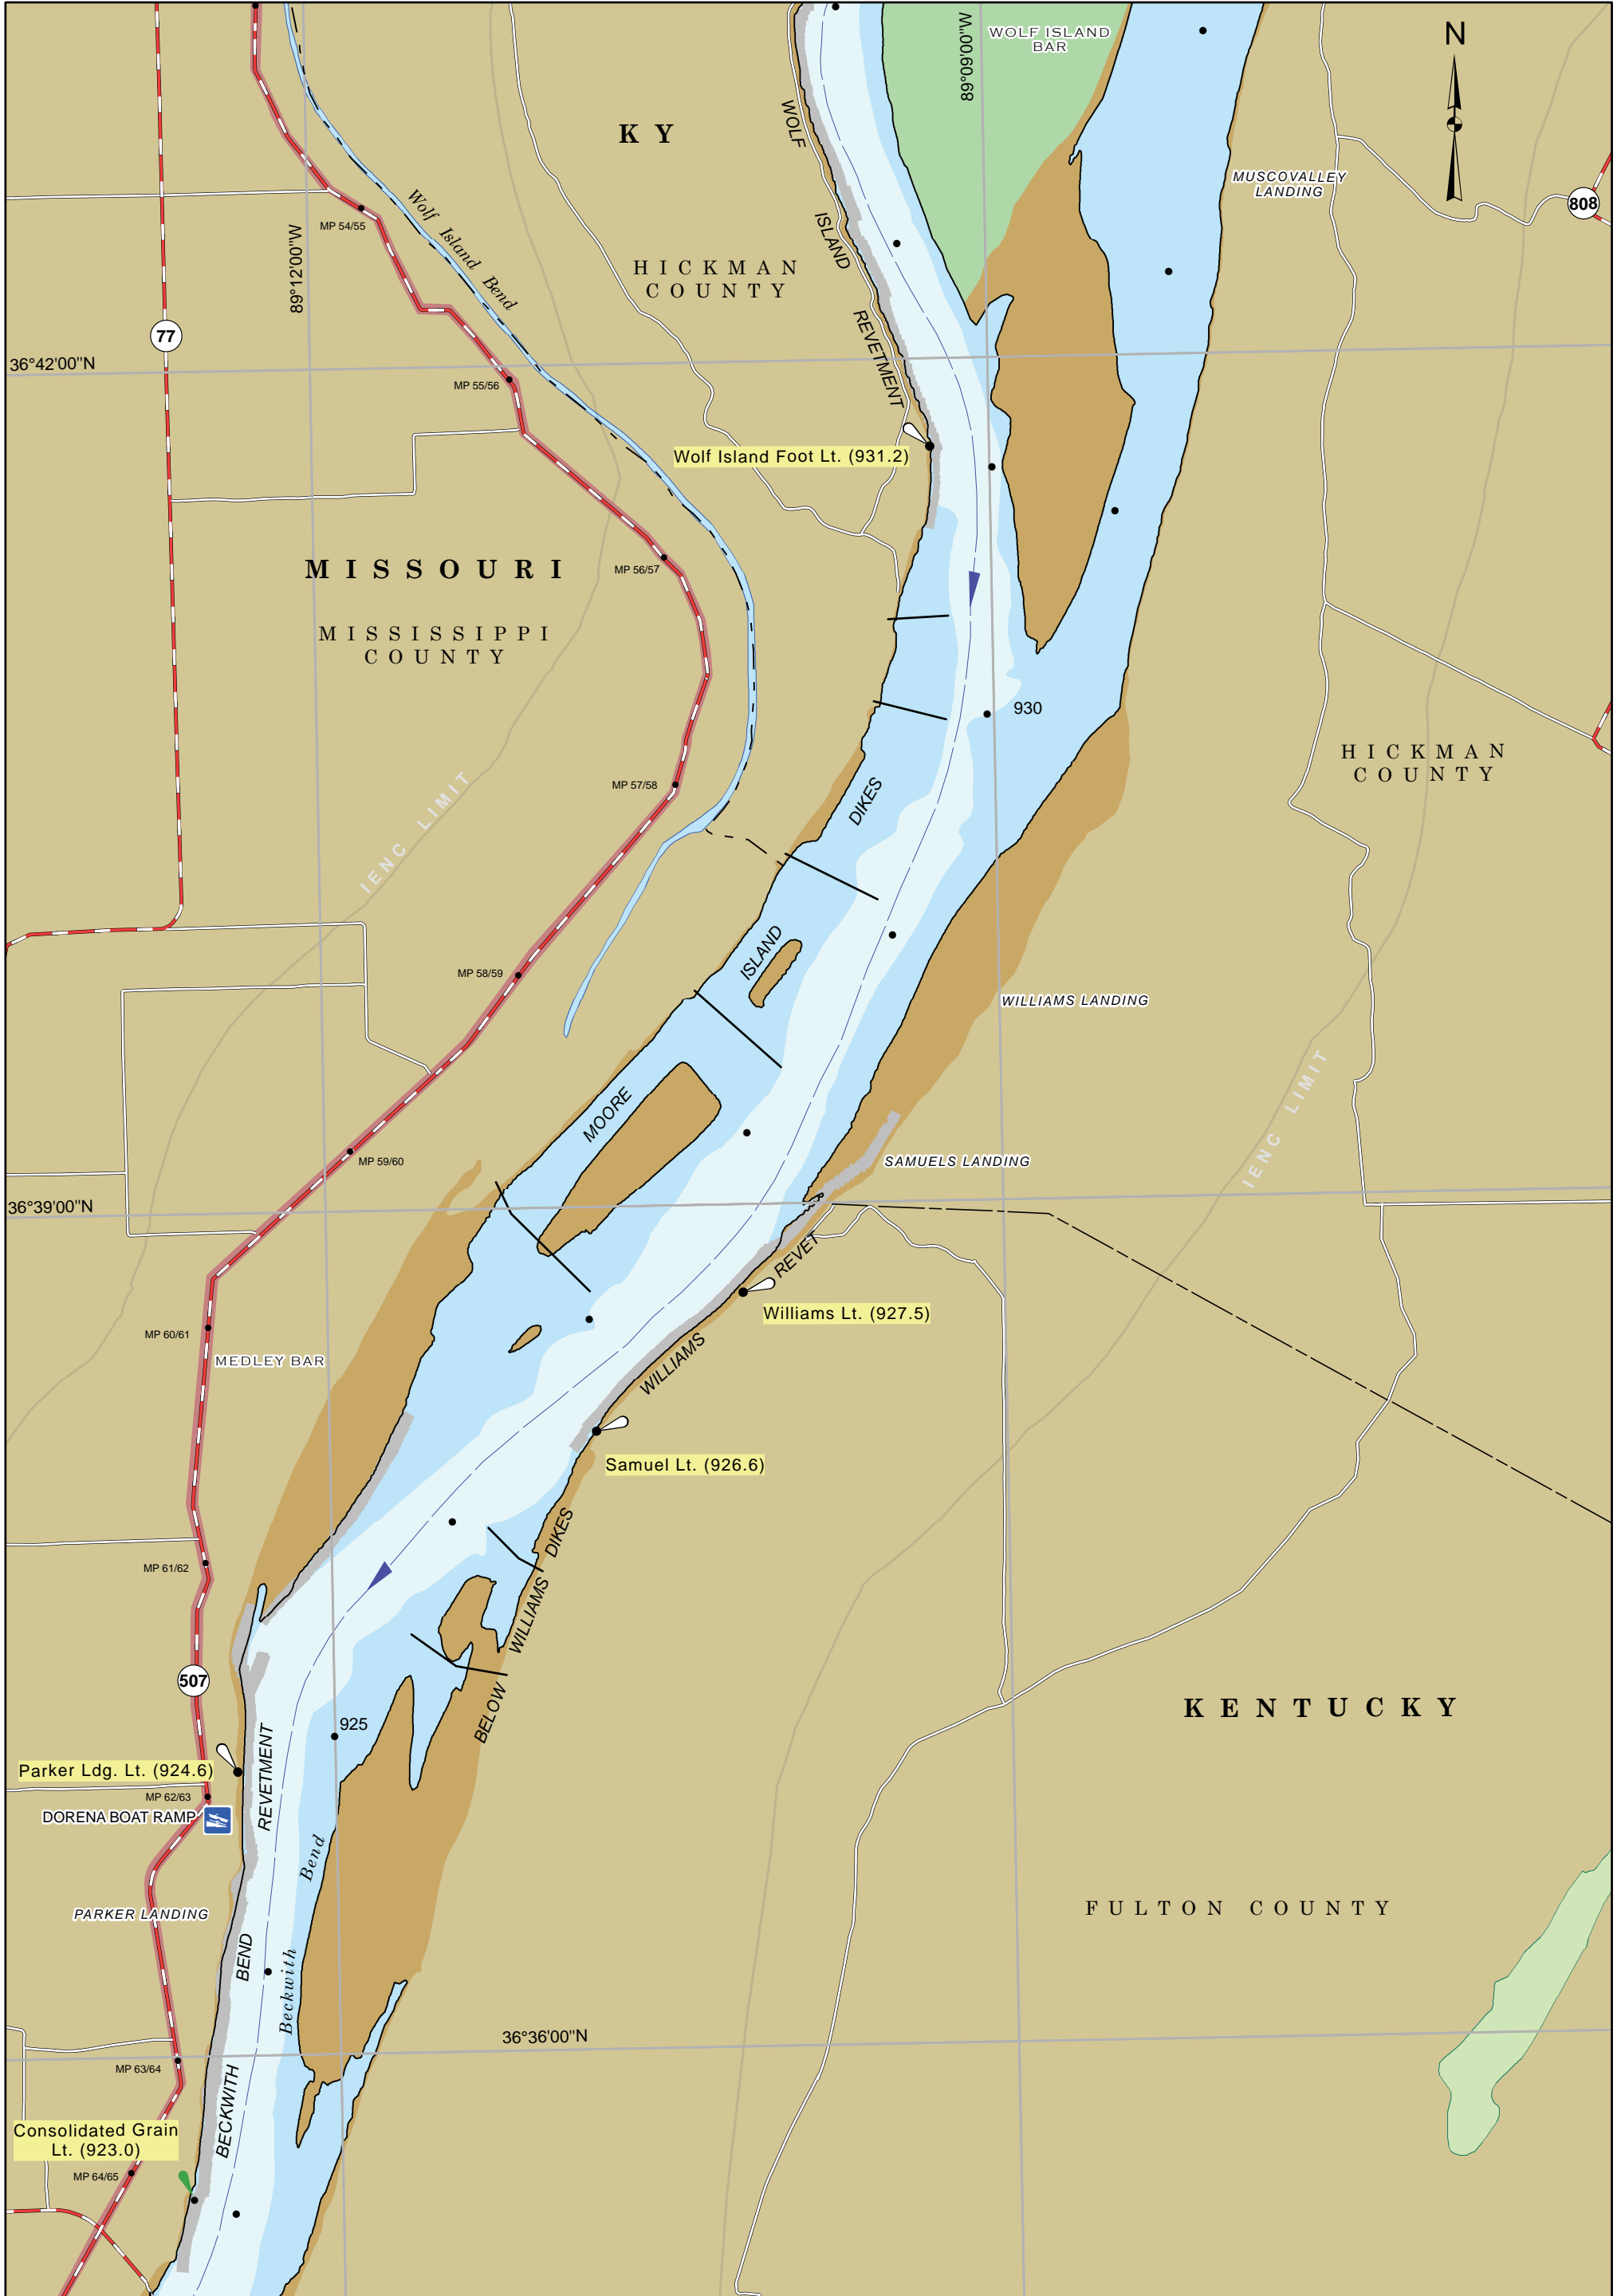 89°09'00"W
WOLF ISLAND
BAR
N
K Y
WOLF
ISLAND
REVETMENT
MUSCOVALLEY
LANDING
808
MP 54/55
Wolf Island Bend
89°12'00"W
HICKMAN
COUNTY
77
36°42'00"N
MP 55/56
Wolf Island Foot Lt. (931.2)
MISSOURI
MP 56/57
MISSISSIPPI
COUNTY
930
HICKMAN
COUNTY
MP 57/58
IENC LIMIT
DIKES
ISLAND
MOORE
MP 58/59
WILLIAMS LANDING
IENC LIMIT
MP 59/60
SAMUELS LANDING
36°39'00"N
REVET
Williams Lt. (927.5)
MP 60/61
MEDLEY BAR
WILLIAMS
Samuel Lt. (926.6)
DIKES
WILLIAMS
BELOW
MP 61/62
507
KENTUCKY
925
Parker Ldg. Lt. (924.6)
MP 62/63
DORENA BOAT RAMP
REVETMENT
BEND
BECKWITH
Beckwith Bend
PARKER LANDING
FULTON COUNTY
36°36'00"N
MP 63/64
Consolidated Grain
Lt. (923.0)
MP 64/65